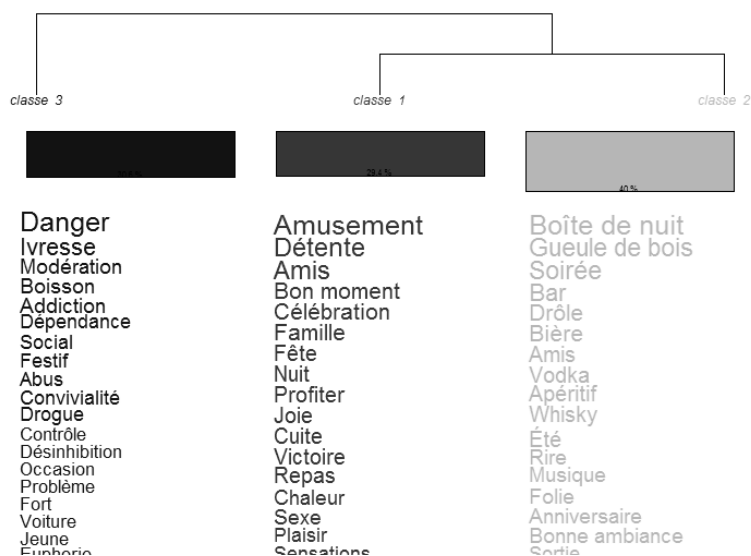 classe 3
classe 1
classe 2
29.4 %
40 %
Danger
Ivresse
Modération
Boisson
Addiction
Dépendance
Social
Festif
Abus
Convivialité
Drogue
Contrôle
Désinhibition
Occasion
Problème
Fort
Voiture
Jeune
Euphorie
Amusement
Détente
Amis
Bon moment
Célébration
Famille
Fête
Nuit
Profiter
Joie
Cuite
Victoire
Repas
Chaleur
Sexe
Plaisir
Sensations
Boîte de nuit
Gueule de bois
Soirée
Bar
Drôle
Bière
Amis
Vodka
Apéritif
Whisky
Été
Rire
Musique
Folie
Anniversaire
Bonne ambiance
Sortie